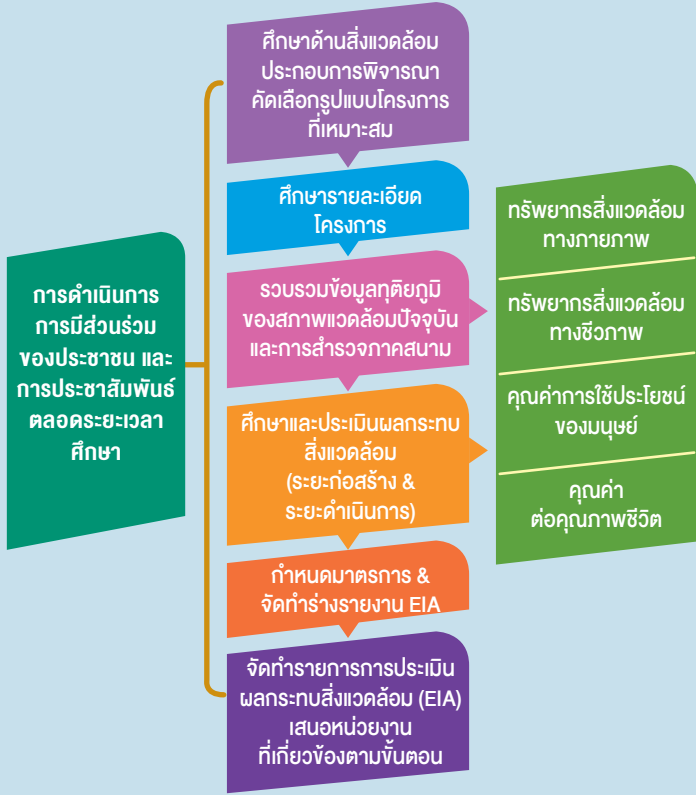 ศึกษาด้านสิ่งแวดล้อม
ประกอบการพิจารณา
คัดเลือกรูปแบบโครงการ
ที่เหมาะสม
ศึกษารายละเอียด
โครงการ
รวบรวมข้อมูลทุติยภูมิ
ของสภาพแวดล้อมปัจจุบัน
และการสำรวจภาคสนาม
ศึกษาและประเมินผลกระทบ
สิ่งแวดล้อม
(ระยะก่อสร้าง &
ระยะดำเนินการ)
กำหนดมาตรการ &
จัดทำร่างรายงาน EIA
จัดทำรายการการประเมิน
ผลกระทบสิ่งแวดล้อม (EIA)
เสนอหน่วยงาน
ที่เกี่ยวข้องตามขั้นตอน
การดำเนินการ
การมีส่วนร่วม
ของประชาชน และ
การประชาสัมพันธ์
ตลอดระยะเวลา
ศึกษา
ทรัพยากรสิ่งแวดล้อม
ทางภายภาพ
ทรัพยากรสิ่งแวดล้อม
ทางชีวภาพ
คุณค่าการใช้ประโยชน์
ของมนุษย์
คุณค่า
ต่อคุณภาพชีวิต